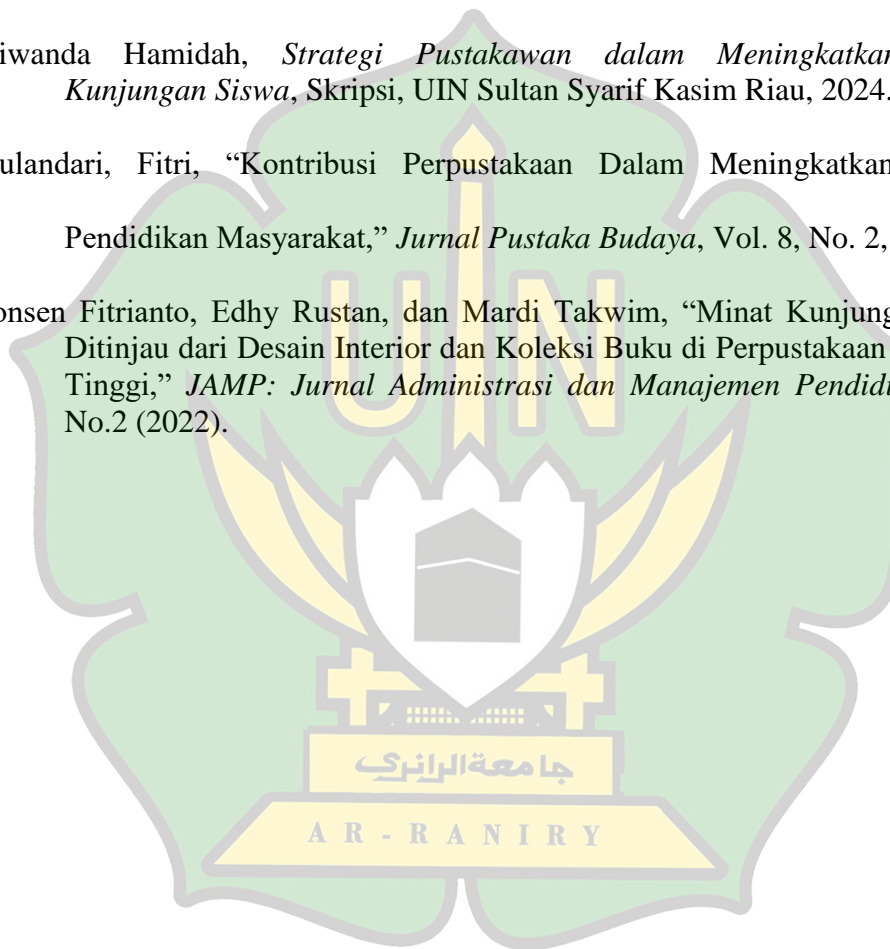 iwanda Hamidah, Strategi Pustakawan dalam Meningkatkan
Kunjungan Siswa, Skripsi, UIN Sultan Syarif Kasim Riau, 2024.
ulandari, Fitri, “Kontribusi Perpustakaan Dalam Meningkatkan
Pendidikan Masyarakat,” Jurnal Pustaka Budaya, Vol. 8, No. 2,
onsen Fitrianto, Edhy Rustan, dan Mardi Takwim, “Minat Kunjung
Ditinjau dari Desain Interior dan Koleksi Buku di Perpustakaan
Tinggi,” JAMP: Jurnal Administrasi dan Manajemen Pendidi
No.2 (2022).
UIN
جامعةالرانري
AR-RANIRY